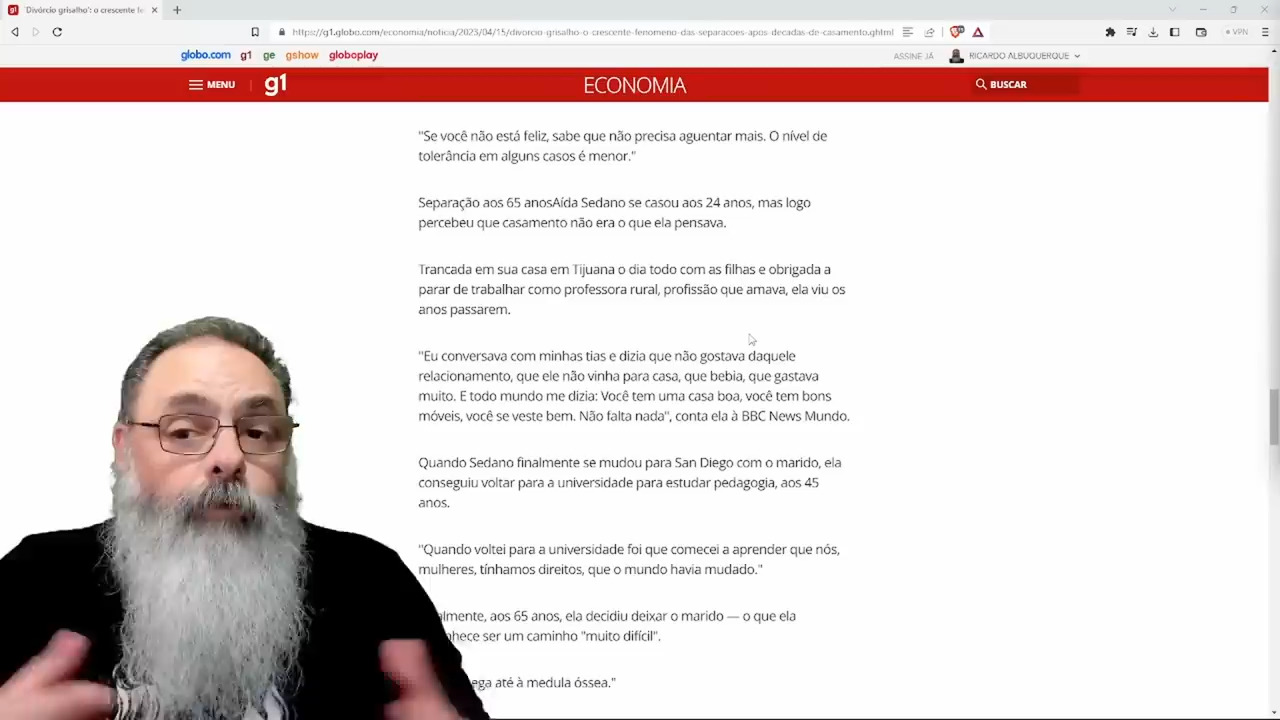 'Divórcio grisalho': o crescente fe
https://g1.globo.com/economia/noticia/2023/04/15/divorcio-grisalho-o-crescente-fenomeno-das-separacoes-apos-decadas-de-casamento.ghtml
VPN
globo.com g1 ge gshow globoplay
ASSINE JÁ
RICARDO ALBUQUERQUE
MENU
g1
ECONOMIA
BUSCAR
"Se você não está feliz, sabe que não precisa aguentar mais. O nível de
tolerância em alguns casos é menor."
Separação aos 65 anosAída Sedano se casou aos 24 anos, mas logo
percebeu que casamento não era o que ela pensava.
Trancada em sua casa em Tijuana o dia todo com as filhas e obrigada a
parar de trabalhar como professora rural, profissão que amava, ela viu os
anos passarem.
"Eu conversava com minhas tias e dizia que não gostava daquele
relacionamento, que ele não vinha para casa, que bebia, que gastava
muito. E todo mundo me dizia: Você tem uma casa boa, você tem bons
móveis, você se veste bem. Não falta nada", conta ela à BBC News Mundo.
Quando Sedano finalmente se mudou para San Diego com o marido, ela
conseguiu voltar para a universidade para estudar pedagogia, aos 45
anos.
"Quando voltei para a universidade foi que comecei a aprender que nós,
mulheres, tínhamos direitos, que o mundo havia mudado."
almente, aos 65 anos, ela decidiu deixar o marido — o que ela
nhece ser um caminho "muito difícil".
ega até à medula óssea."